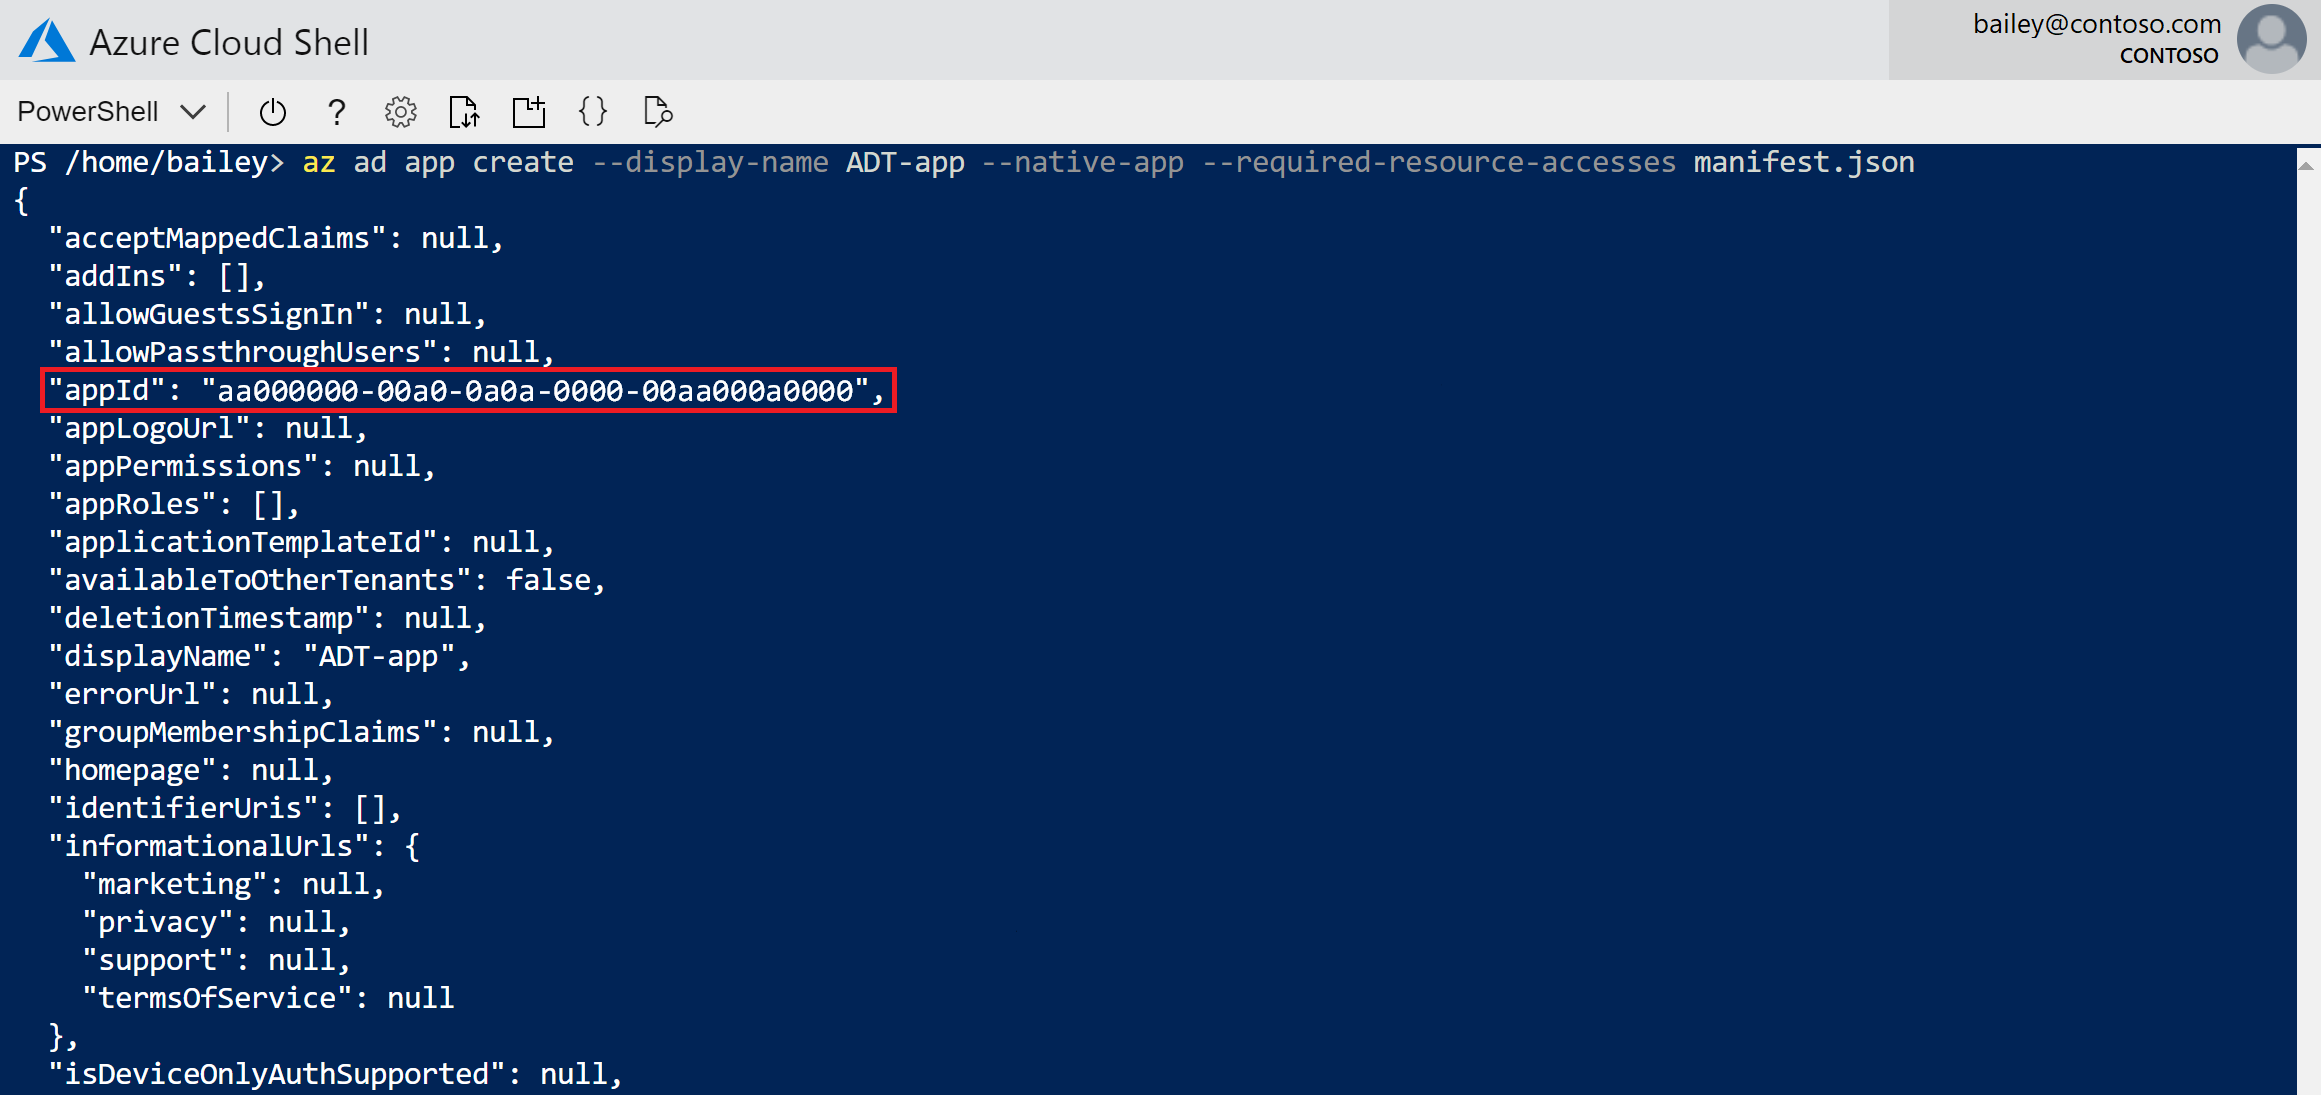 Azure Cloud Shell
bailey@contoso.com
CONTOSO
PowerShell
PS /home/bailey> az ad app create --display-name ADT-app --native-app --required-resource-accesses manifest.json
{
  "acceptMappedClaims": null,
  "addIns": [],
  "allowGuestsSignIn": null,
  "allowPassthroughUsers": null,
  "appId": "aa000000-00a0-0a0a-0000-00aa000a0000",
  "appLogoUrl": null,
  "appPermissions": null,
  "appRoles": [],
  "applicationTemplateId": null,
  "availableToOtherTenants": false,
  "deletionTimestamp": null,
  "displayName": "ADT-app",
  "errorUrl": null,
  "groupMembershipClaims": null,
  "homepage": null,
  "identifierUris": [],
  "informationalUrls": {
    "marketing": null,
    "privacy": null,
    "support": null,
    "termsOfService": null
  },
  "isDeviceOnlyAuthSupported": null,